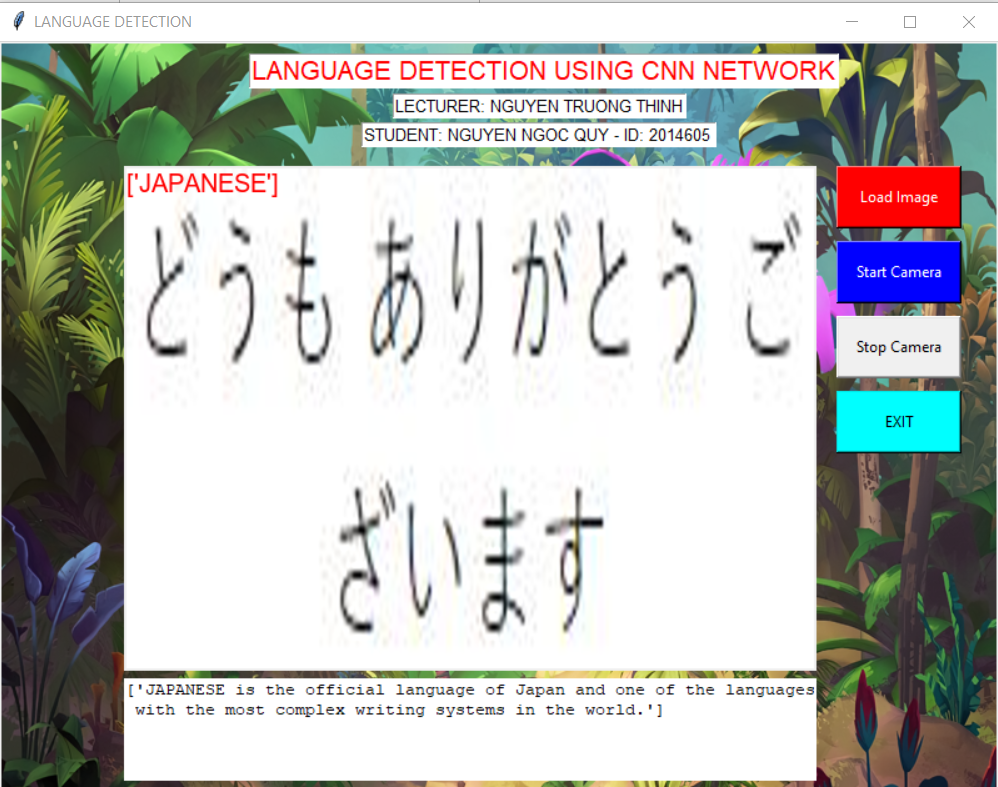 LANGUAGE DETECTION
LANGUAGE DETECTION USING CNN NETWORK
LECTURER: NGUYEN TRUONG THINH
STUDENT: NGUYEN NGOC QUY - ID: 2014605
['JAPANESE']
どうも ありがとう ご
ざいます
Load Image
Start Camera
Stop Camera
EXIT
['JAPANESE is the official language of Japan and one of the languages
with the most complex writing systems in the world.']